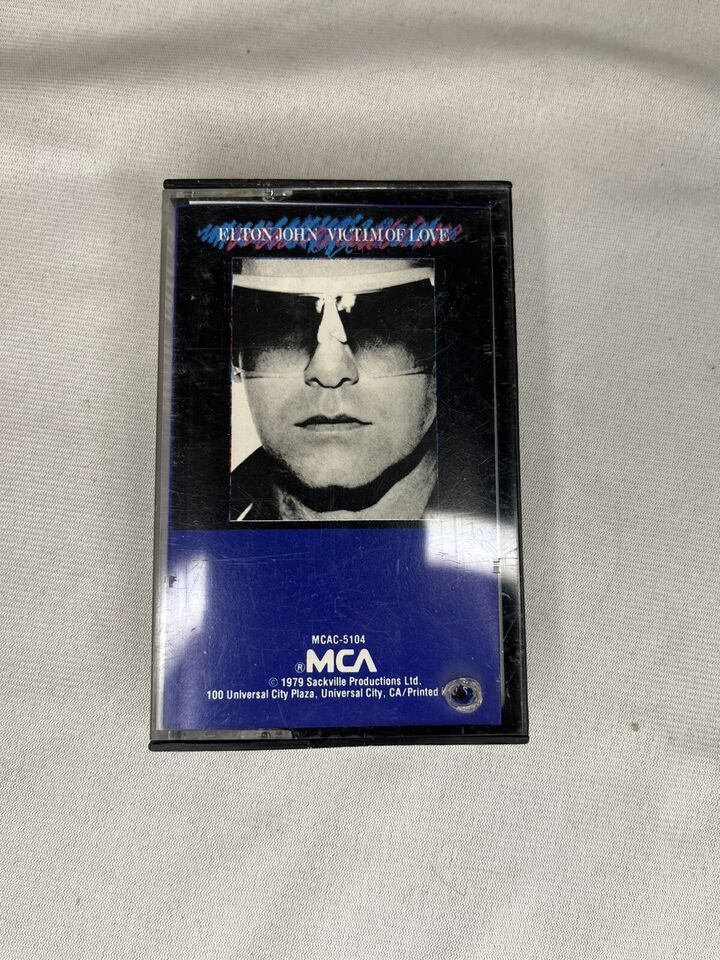 ELTON JOHN VICTIM OF LOVE
MCAC-5104
®MCA
© 1979 Sackville Productions Ltd.
100 Universal City Plaza, Universal City, CA/Printed